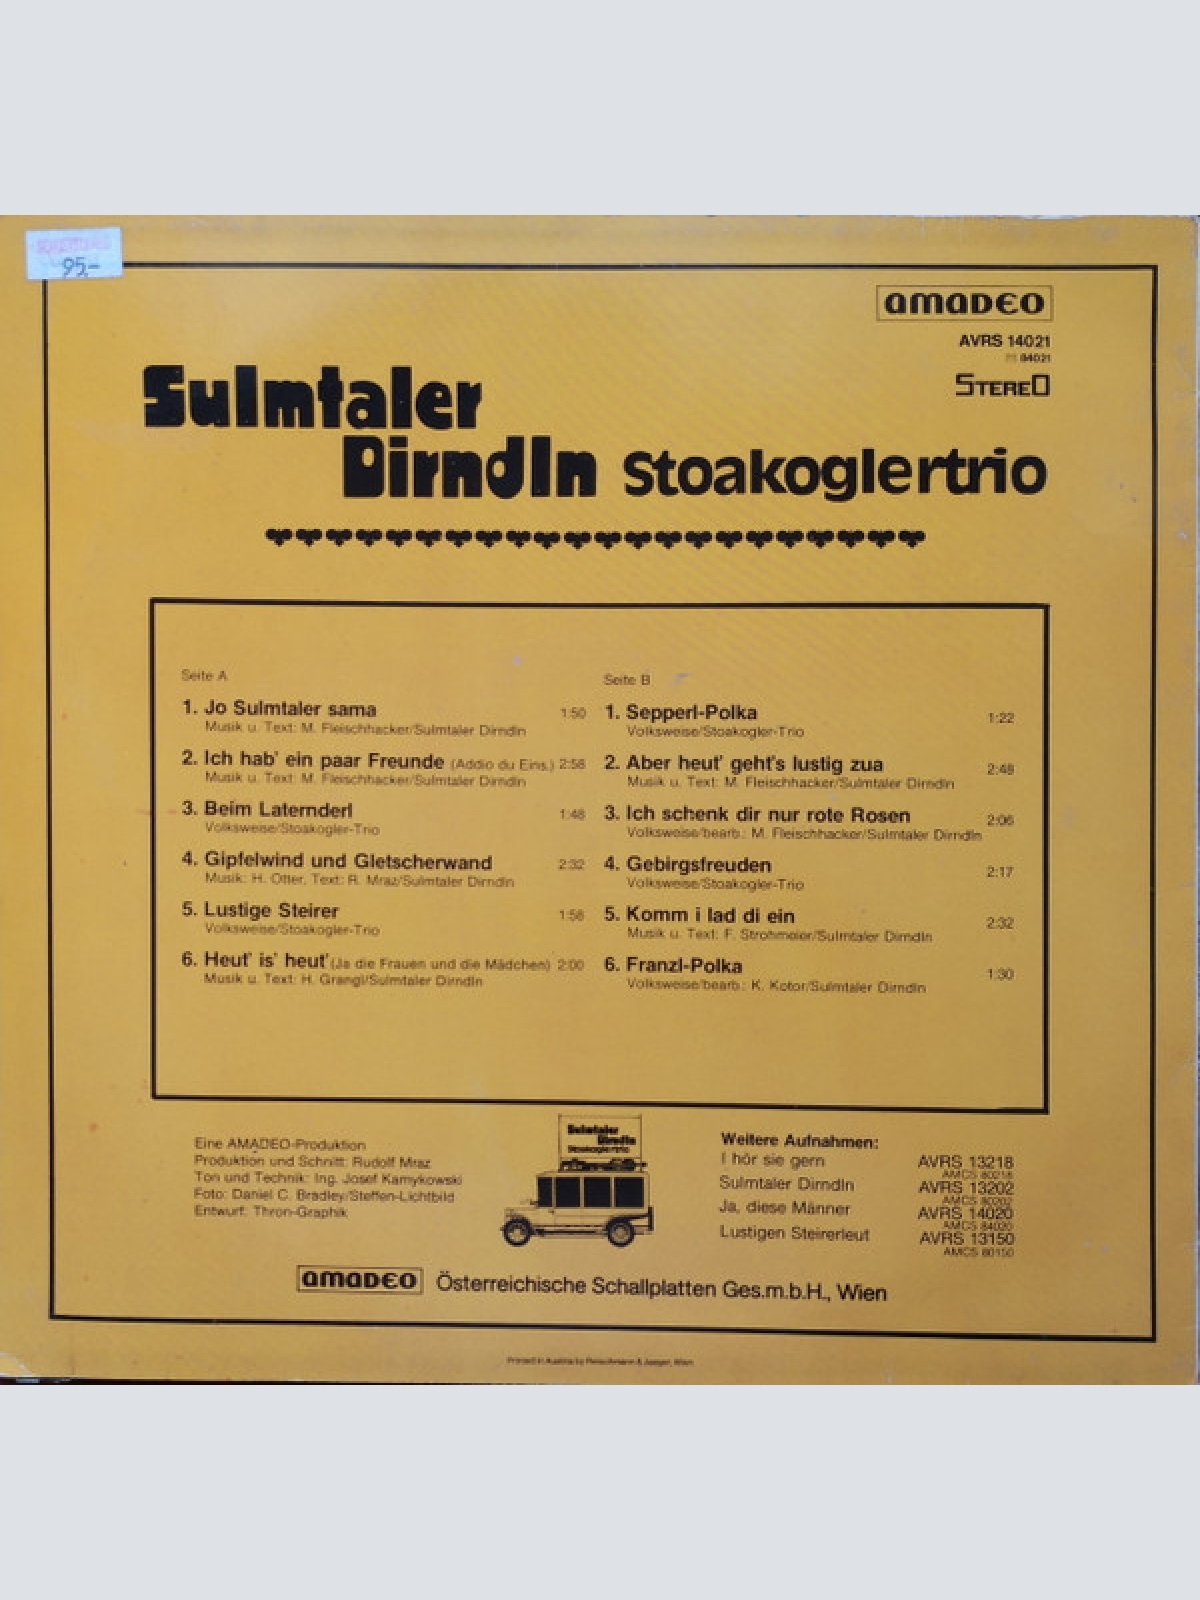 95,-
AMADEO
AVRS 14021
84021
STEREO
Sulmtaler
Dirndln Stoakoglertrio
Seite A
1. Jo Sulmtaler sama 1:50
Musik u. Text: M. Fleischhacker/Sulmtaler Dirndln
2. Ich hab' ein paar Freunde (Addio du Eins.) 2:58
Musik u. Text: M. Fleischhacker/Sulmtaler Dirndln
3. Beim Laternderl 1:48
Volksweise/Stoakogler-Trio
4. Gipfelwind und Gletscherwand 2:32
Musik: H. Otter, Text: R. Mraz/Sulmtaler Dirndln
5. Lustige Steirer 1:58
Volksweise/Stoakogler-Trio
6. Heut' is' heut' (Ja die Frauen und die Mädchen) 2:00
Musik u. Text: H. Grangl/Sulmtaler Dirndln
Seite B
1. Sepperl-Polka 1:22
Volksweise/Stoakogler-Trio
2. Aber heut' geht's lustig zua 2:48
Musik u. Text: M. Fleischhacker/Sulmtaler Dirndln
3. Ich schenk dir nur rote Rosen 2:06
Volksweise/bearb.: M. Fleischhacker/Sulmtaler Dirndln
4. Gebirgsfreuden 2:17
Volksweise/Stoakogler-Trio
5. Komm i lad di ein 2:32
Musik u. Text: F. Strohmeier/Sulmtaler Dirndln
6. Franzl-Polka 1:30
Volksweise/bearb.: K. Kotor/Sulmtaler Dirndln
Eine AMADEO-Produktion
Produktion und Schnitt: Rudolf Mraz
Ton und Technik: Ing. Josef Kamykowski
Foto: Daniel C. Bradley/Steffen-Lichtbild
Entwurf: Thron-Graphik
Sulmtaler
Dirndln
Stoakoglertrio
Weitere Aufnahmen:
I hör sie gern AVRS 13218
AMCS 80218
Sulmtaler Dirndln AVRS 13202
AMCS 80202
Ja, diese Männer AVRS 14020
AMCS 84020
Lustigen Steirerleut AVRS 13150
AMCS 80150
AMADEO Österreichische Schallplatten Ges.m.b.H., Wien
Printed in Austria by Fleischmann & Jaeger, Wien